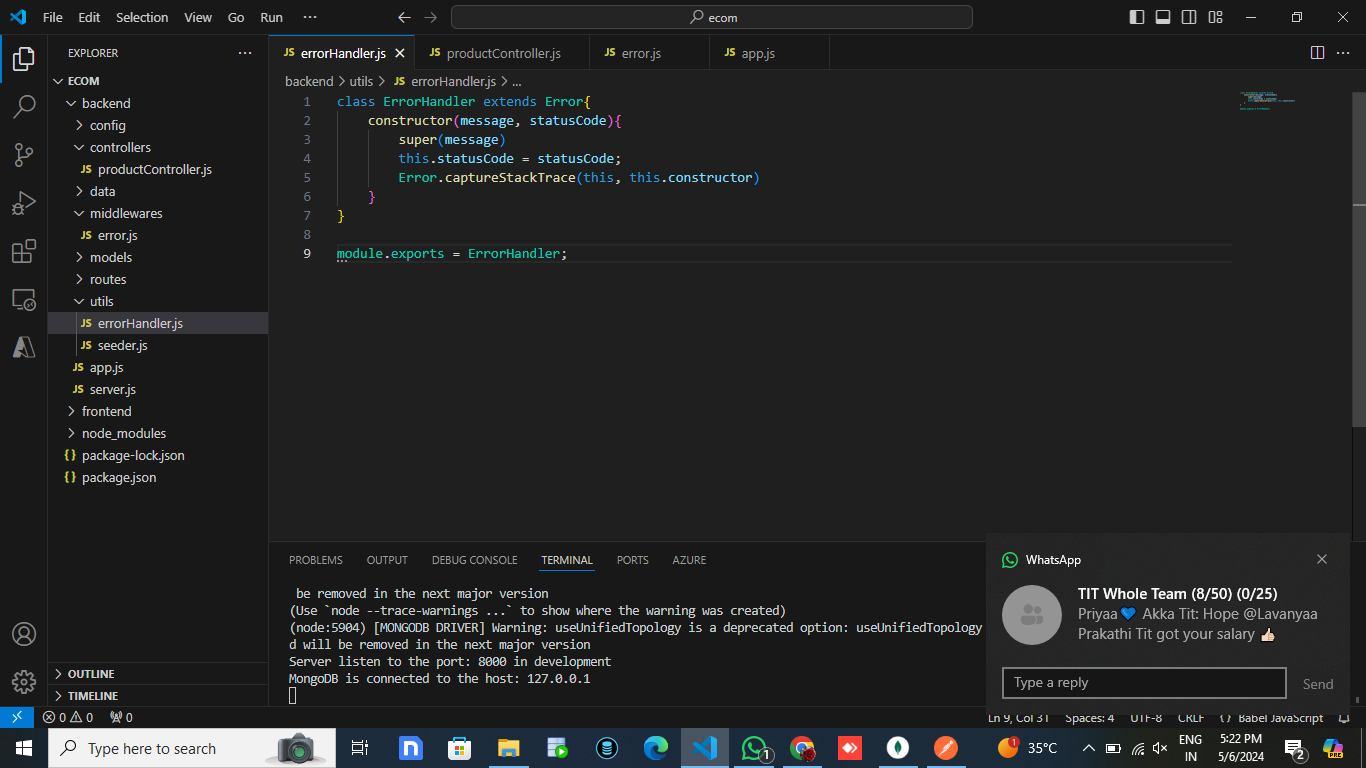 File Edit Selection View Go Run ··· ecom
EXPLORER ···
ECOM
backend
config
controllers
JS productController.js
data
middlewares
JS error.js
models
routes
utils
JS errorHandler.js
JS seeder.js
JS app.js
JS server.js
frontend
node_modules
{} package-lock.json
{} package.json
OUTLINE
TIMELINE
JS errorHandler.js JS productController.js JS error.js JS app.js
backend > utils > JS errorHandler.js > ...
1 class ErrorHandler extends Error{
2 constructor(message, statusCode){
3 super(message)
4 this.statusCode = statusCode;
5 Error.captureStackTrace(this, this.constructor)
6 }
7 }
8
9 module.exports = ErrorHandler;
PROBLEMS OUTPUT DEBUG CONSOLE TERMINAL PORTS AZURE
be removed in the next major version
(Use `node --trace-warnings ...` to show where the warning was created)
(node:5904) [MONGODB DRIVER] Warning: useUnifiedTopology is a deprecated option: useUnifiedTopology
d will be removed in the next major version
Server listen to the port: 8000 in development
MongoDB is connected to the host: 127.0.0.1
WhatsApp
TIT Whole Team (8/50) (0/25)
Priyaa💙 Akka Tit: Hope @Lavanyaa
Prakathi Tit got your salary 👍🏻
Type a reply Send
0 0 0 Ln 9, Col 31 Spaces: 4 UTF-8 CRLF {} Babel JavaScript
Type here to search 1 1 35°C ENG IN 5:22 PM 5/6/2024 2 PRE